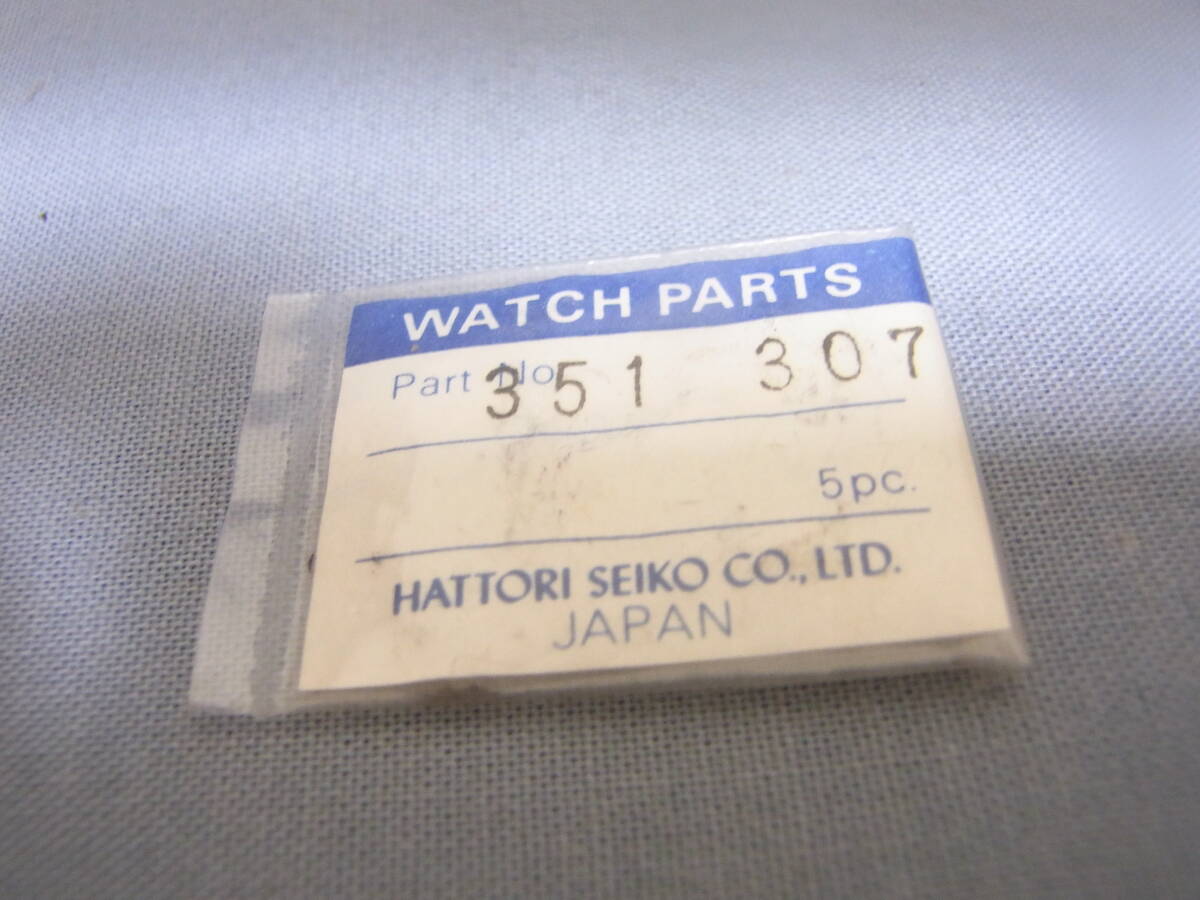 WATCH PARTS
Part No 351 307
5pc.
HATTORI SEIKO CO., LTD.
JAPAN